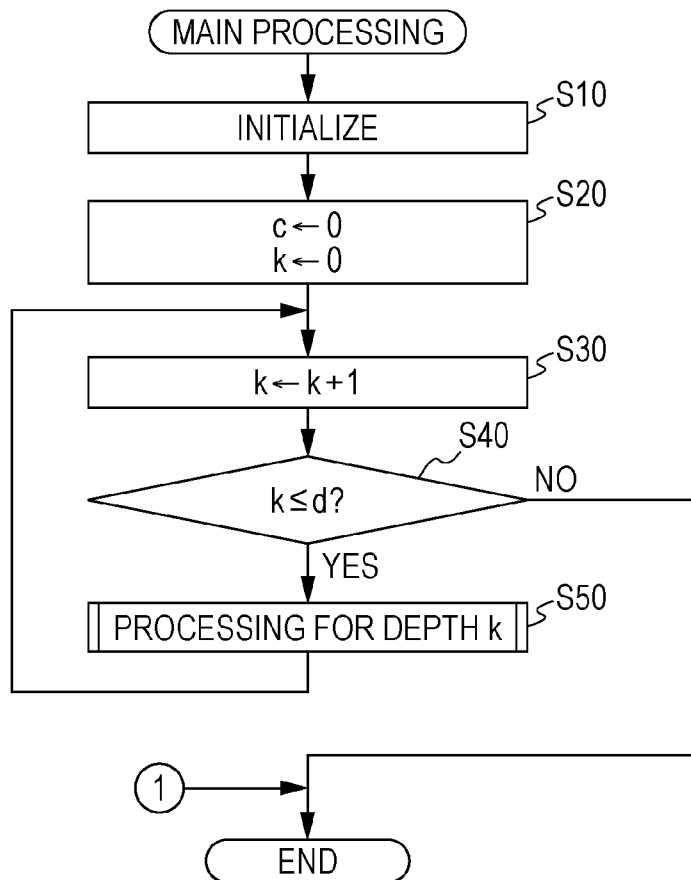 MAIN PROCESSING
S10
INITIALIZE
S20
c ← 0
k ← 0
S30
k ← k+1
S40
k ≤ d?
NO
YES
S50
PROCESSING FOR DEPTH k
1
END